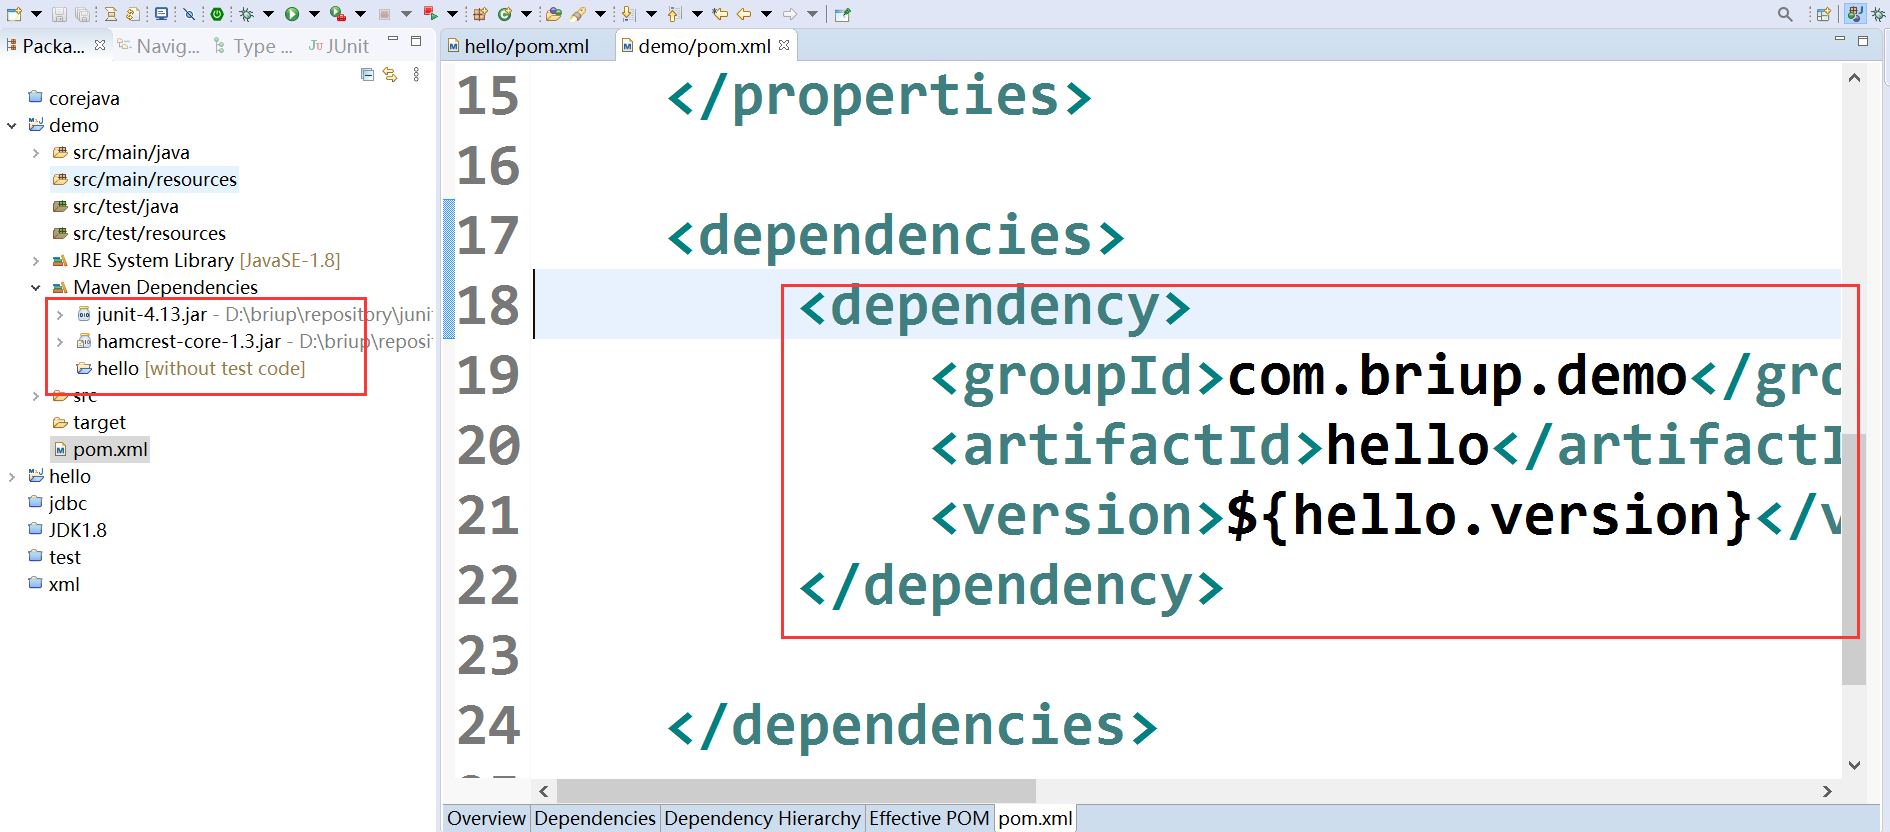 Packa...
Navig...
Type ...
JUnit
corejava
demo
src/main/java
src/main/resources
src/test/java
src/test/resources
JRE System Library [JavaSE-1.8]
Maven Dependencies
junit-4.13.jar - D:\briup\repository\juni
hamcrest-core-1.3.jar - D:\briup\reposi
hello [without test code]
src
target
pom.xml
hello
jdbc
JDK1.8
test
xml
hello/pom.xml
demo/pom.xml
15 </properties>
16
17 <dependencies>
18 <dependency>
19 <groupId>com.briup.demo</gro
20 <artifactId>hello</artifactI
21 <version>${hello.version}</v
22 </dependency>
23
24 </dependencies>
Overview
Dependencies
Dependency Hierarchy
Effective POM
pom.xml